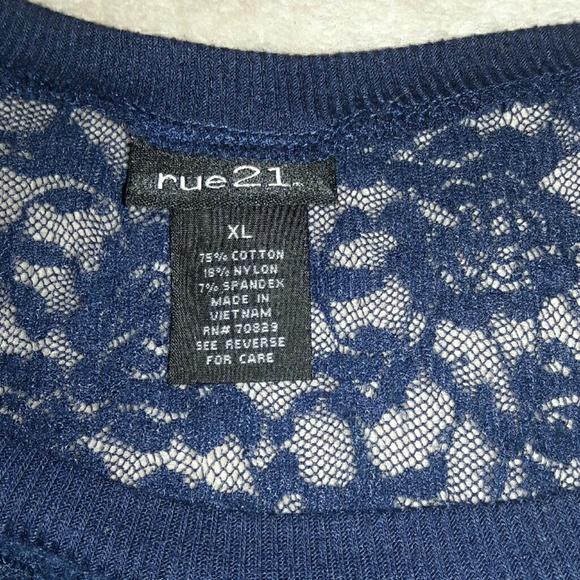 rue21.
XL
75% COTTON
18% NYLON
7% SPANDEX
MADE IN
VIETNAM
RN# 70829
SEE REVERSE
FOR CARE